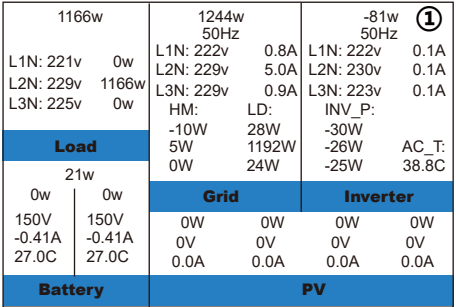 1166w
L1N: 221v 0w
L2N: 229v 1166w
L3N: 225v 0w
Load
1244w
50Hz
L1N: 222v 0.8A
L2N: 229v 5.0A
L3N: 229v 0.9A
HM: LD:
-10W 28W
5W 1192W
0W 24W
Grid
-81w
①
50Hz
L1N: 222v 0.1A
L2N: 230v 0.1A
L3N: 223v 0.1A
INV_P:
-30W
-26W AC_T:
-25W 38.8C
Inverter
21w
0w 0w
150V 150V
-0.41A -0.41A
27.0C 27.0C
Battery
0W 0W 0W 0W
0V 0V 0V 0V
0.0A 0.0A 0.0A 0.0A
PV